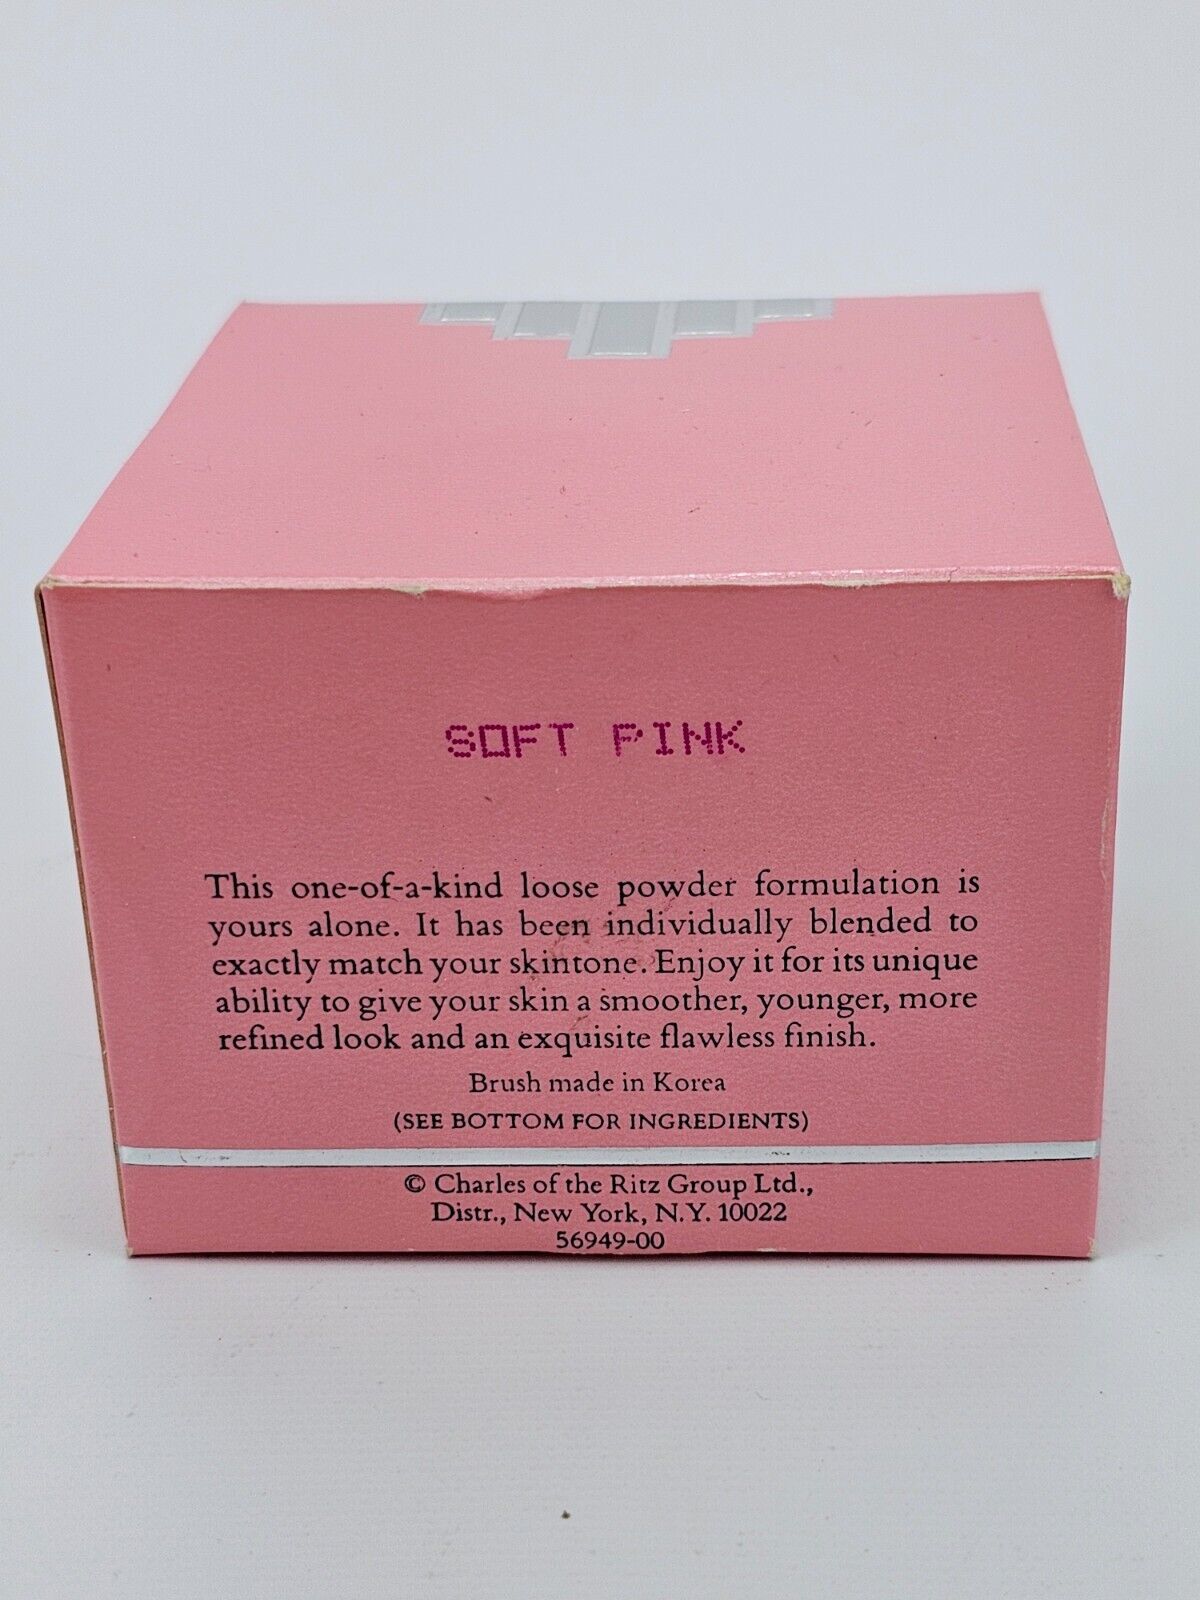 SOFT PINK
This one-of-a-kind loose powder formulation is
yours alone. It has been individually blended to
exactly match your skintone. Enjoy it for its unique
ability to give your skin a smoother, younger, more
refined look and an exquisite flawless finish.
Brush made in Korea
(SEE BOTTOM FOR INGREDIENTS)
© Charles of the Ritz Group Ltd.,
Distr., New York, N.Y. 10022
56949-00